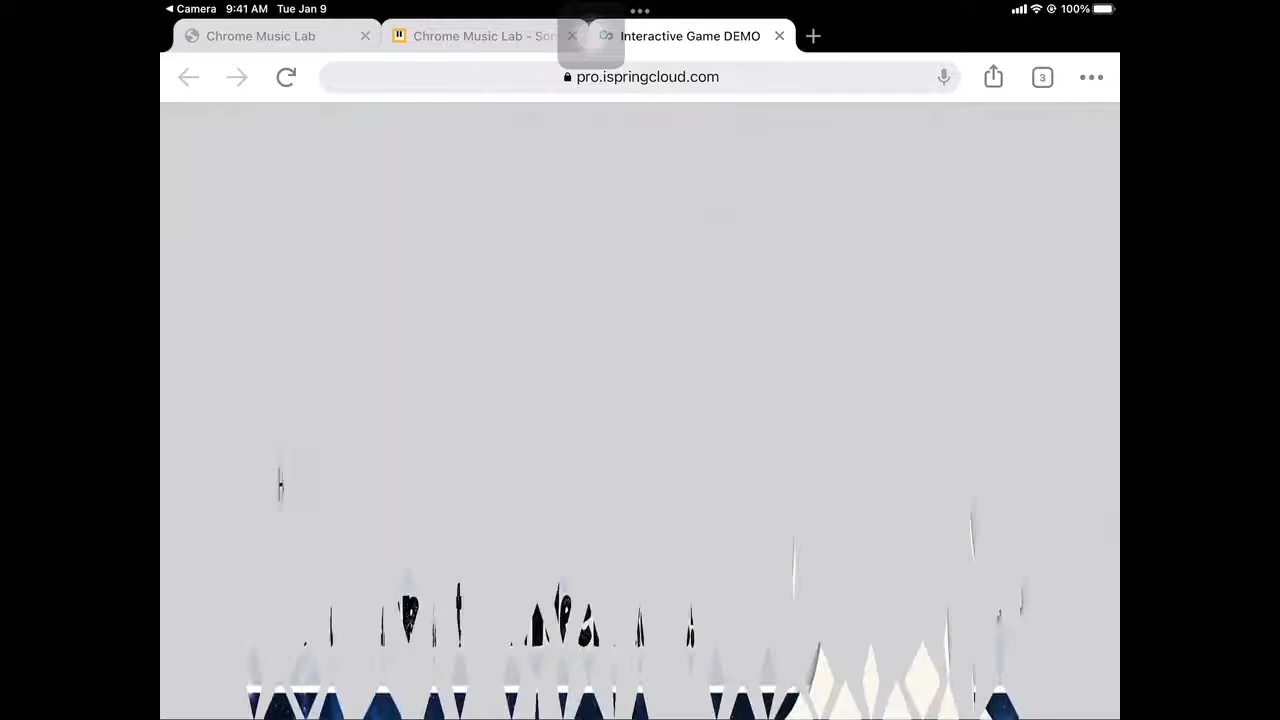 Camera 9:41 AM Tue Jan 9 100%
Chrome Music Lab Chrome Music Lab - Son Interactive Game DEMO
pro.ispringcloud.com 3